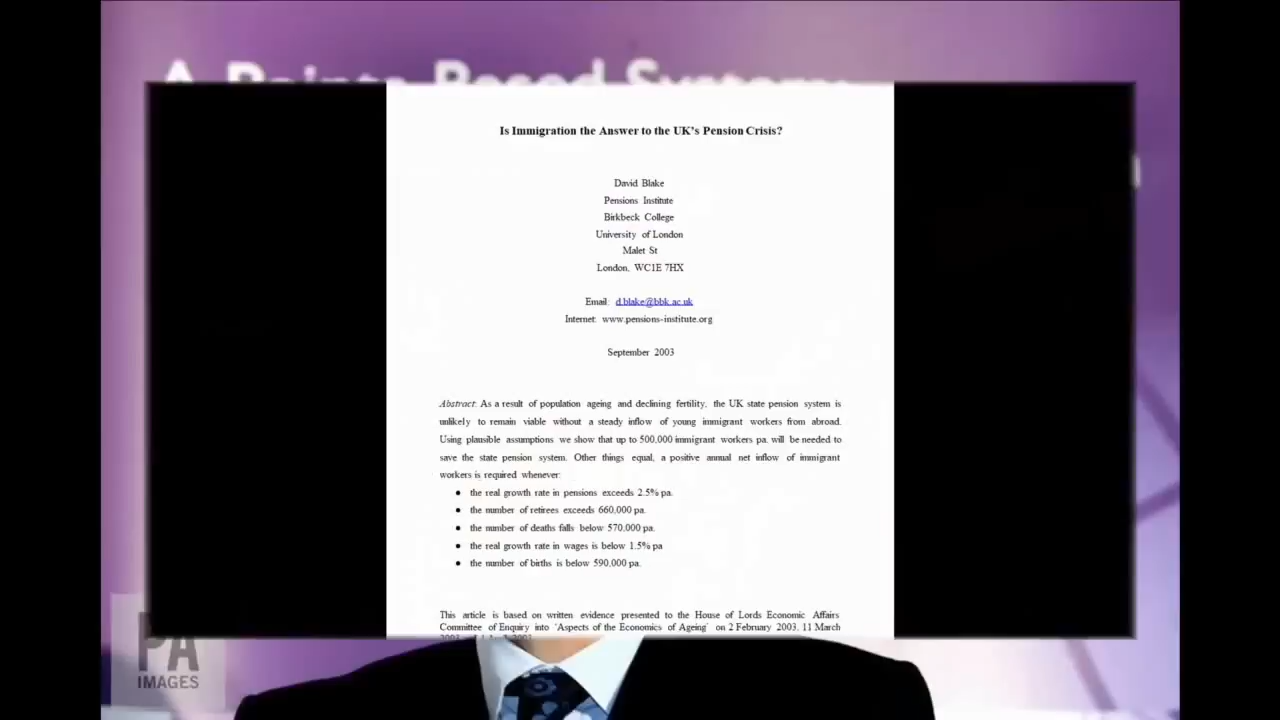 A Points-Based System
Is Immigration the Answer to the UK's Pension Crisis?
David Blake
Pensions Institute
Birkbeck College
University of London
Malet St
London, WC1E 7HX
Email: d.blake@bbk.ac.uk
Internet: www.pensions-institute.org
September 2003
Abstract: As a result of population ageing and declining fertility, the UK state pension system is
unlikely to remain viable without a steady inflow of young immigrant workers from abroad.
Using plausible assumptions we show that up to 500,000 immigrant workers pa. will be needed to
save the state pension system. Other things equal, a positive annual net inflow of immigrant
workers is required whenever:
● the real growth rate in pensions exceeds 2.5% pa.
● the number of retirees exceeds 660,000 pa.
● the number of deaths falls below 570,000 pa.
● the real growth rate in wages is below 1.5% pa
● the number of births is below 590,000 pa.
This article is based on written evidence presented to the House of Lords Economic Affairs
Committee of Enquiry into 'Aspects of the Economics of Ageing' on 2 February 2003, 11 March
PA
IMAGES